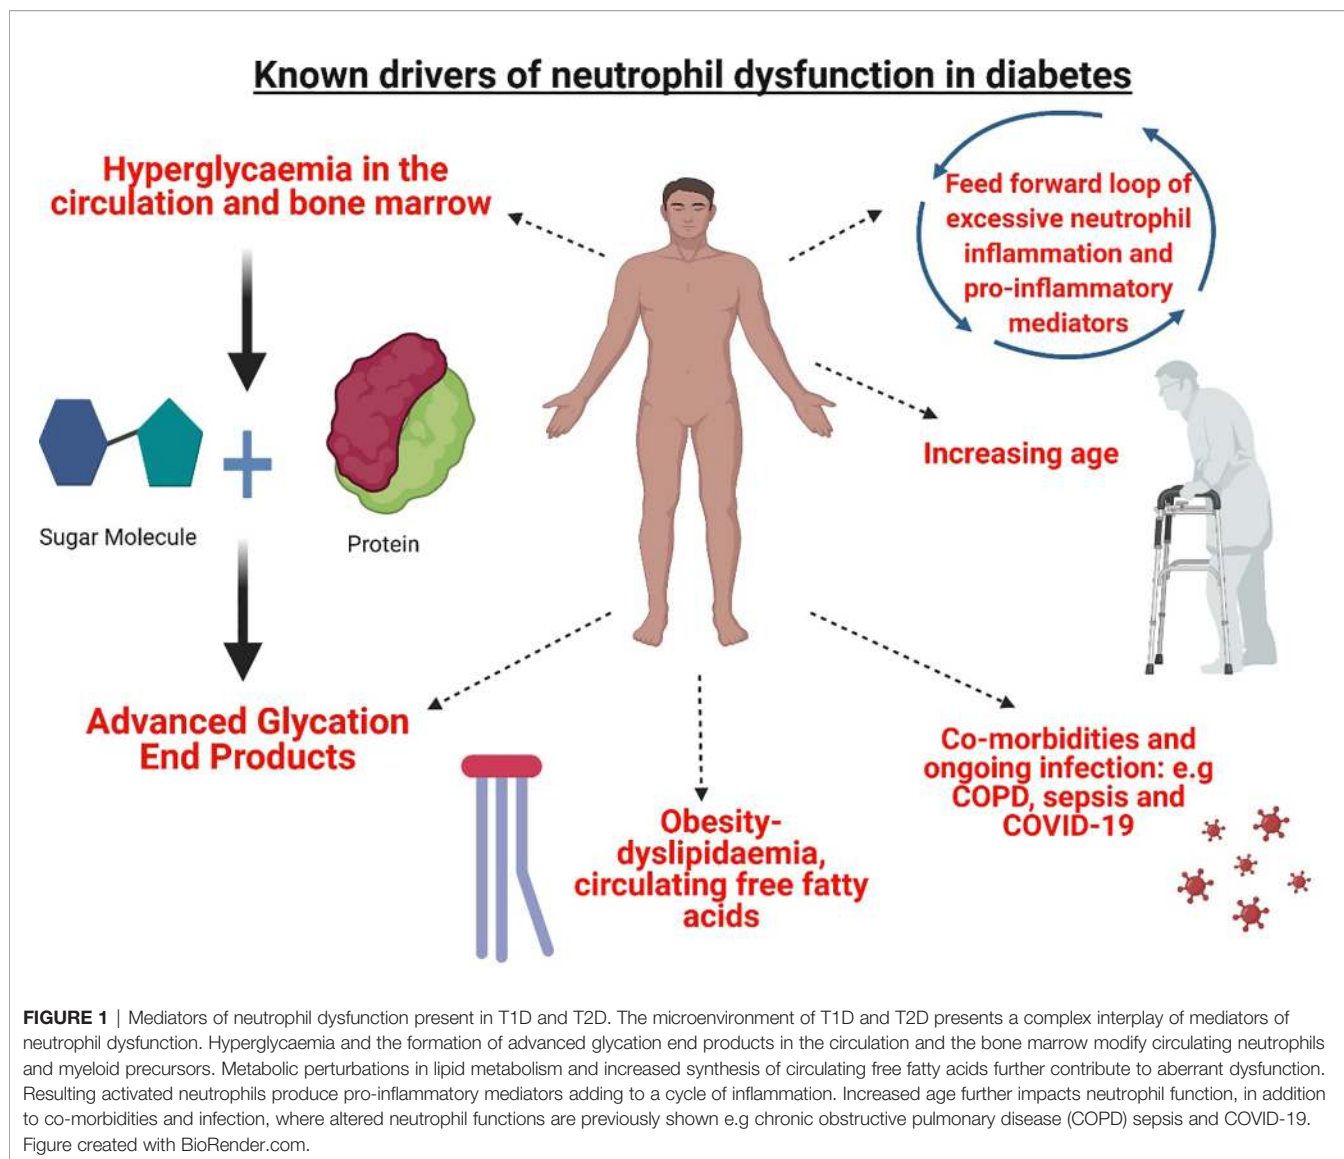 Known drivers of neutrophil dysfunction in diabetes
Hyperglycaemia in the
circulation and bone marrow
Feed forward loop of
excessive neutrophil
inflammation and
pro-inflammatory
mediators
Increasing age
Sugar Molecule
Protein
Advanced Glycation
End Products
Obesity-
dyslipidaemia,
circulating free fatty
acids
Co-morbidities and
ongoing infection: e.g
COPD, sepsis and
COVID-19
FIGURE 1 | Mediators of neutrophil dysfunction present in T1D and T2D. The microenvironment of T1D and T2D presents a complex interplay of mediators of
neutrophil dysfunction. Hyperglycaemia and the formation of advanced glycation end products in the circulation and the bone marrow modify circulating neutrophils
and myeloid precursors. Metabolic perturbations in lipid metabolism and increased synthesis of circulating free fatty acids further contribute to aberrant dysfunction.
Resulting activated neutrophils produce pro-inflammatory mediators adding to a cycle of inflammation. Increased age further impacts neutrophil function, in addition
to co-morbidities and infection, where altered neutrophil functions are previously shown e.g chronic obstructive pulmonary disease (COPD) sepsis and COVID-19.
Figure created with BioRender.com.